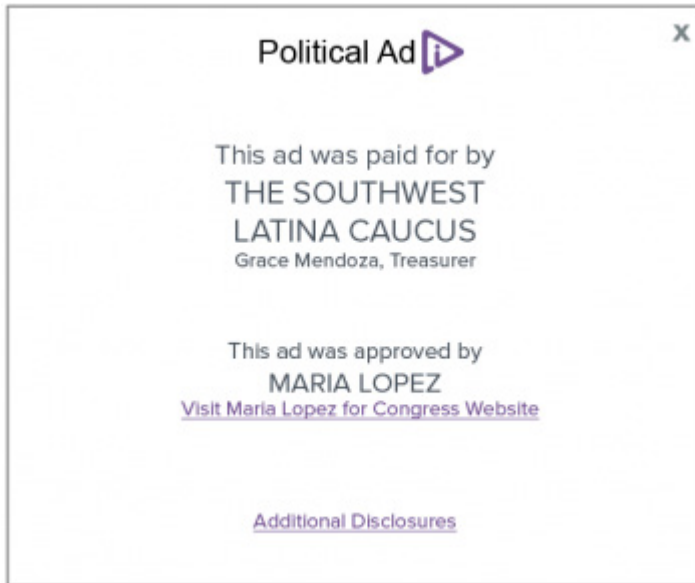 X
Political Ad
This ad was paid for by
THE SOUTHWEST
LATINA CAUCUS
Grace Mendoza, Treasurer
This ad was approved by
MARIA LOPEZ
Visit Maria Lopez for Congress Website
Additional Disclosures